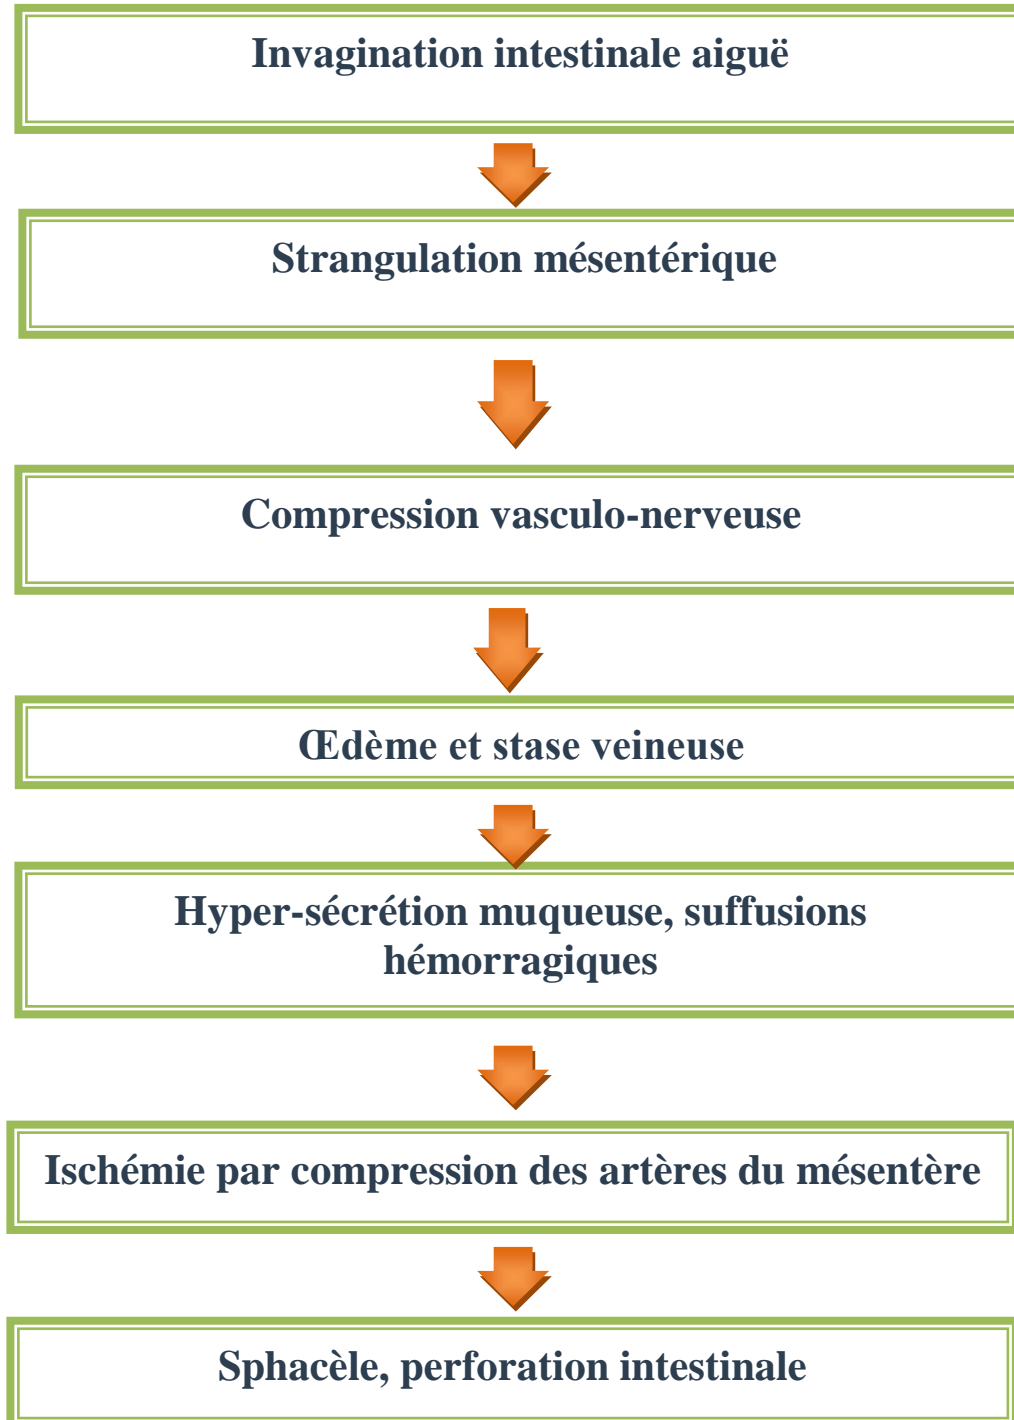 Invagination intestinale aiguë
Strangulation mésentérique
Compression vasculo-nerveuse
Œdème et stase veineuse
Hyper-sécrétion muqueuse, suffusions
hémorragiques
Ischémie par compression des artères du mésentère
Sphacèle, perforation intestinale